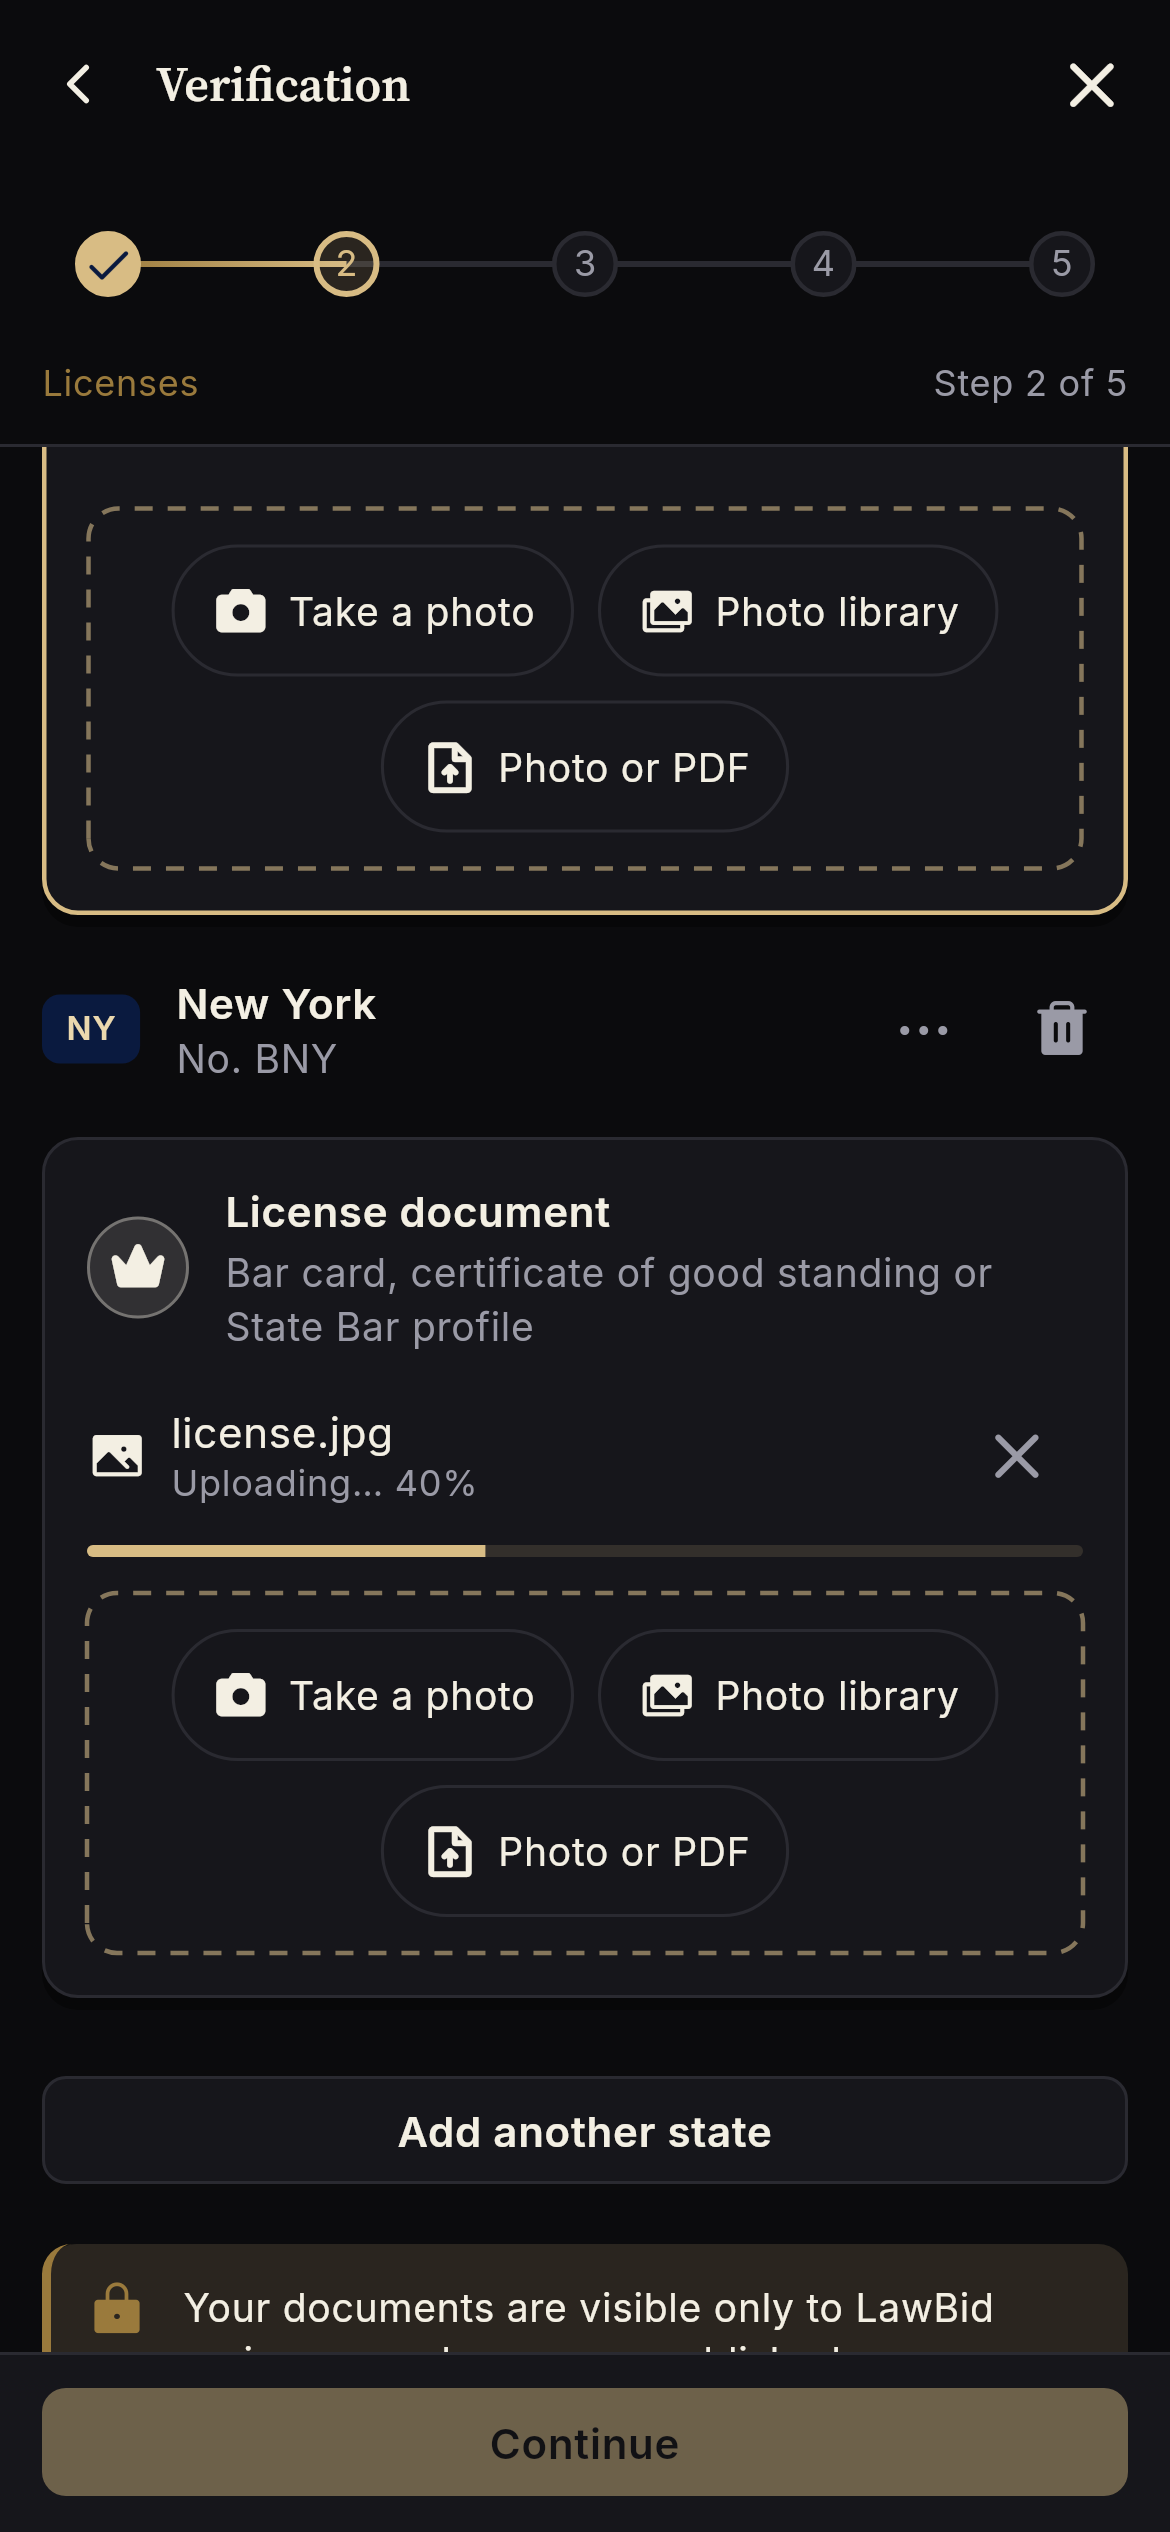 Verification
2
3
4
5
Licenses
Step 2 of 5
Take a photo
Photo library
Photo or PDF
NY
New York
No. BNY
License document
Bar card, certificate of good standing or
State Bar profile
license.jpg
Uploading... 40%
Take a photo
Photo library
Photo or PDF
Add another state
Your documents are visible only to LawBid
Continue